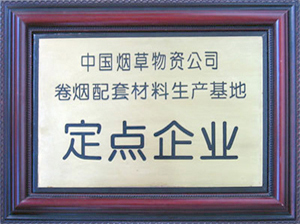 中国烟草物资公司
卷烟配套材料生产基地
定点企业